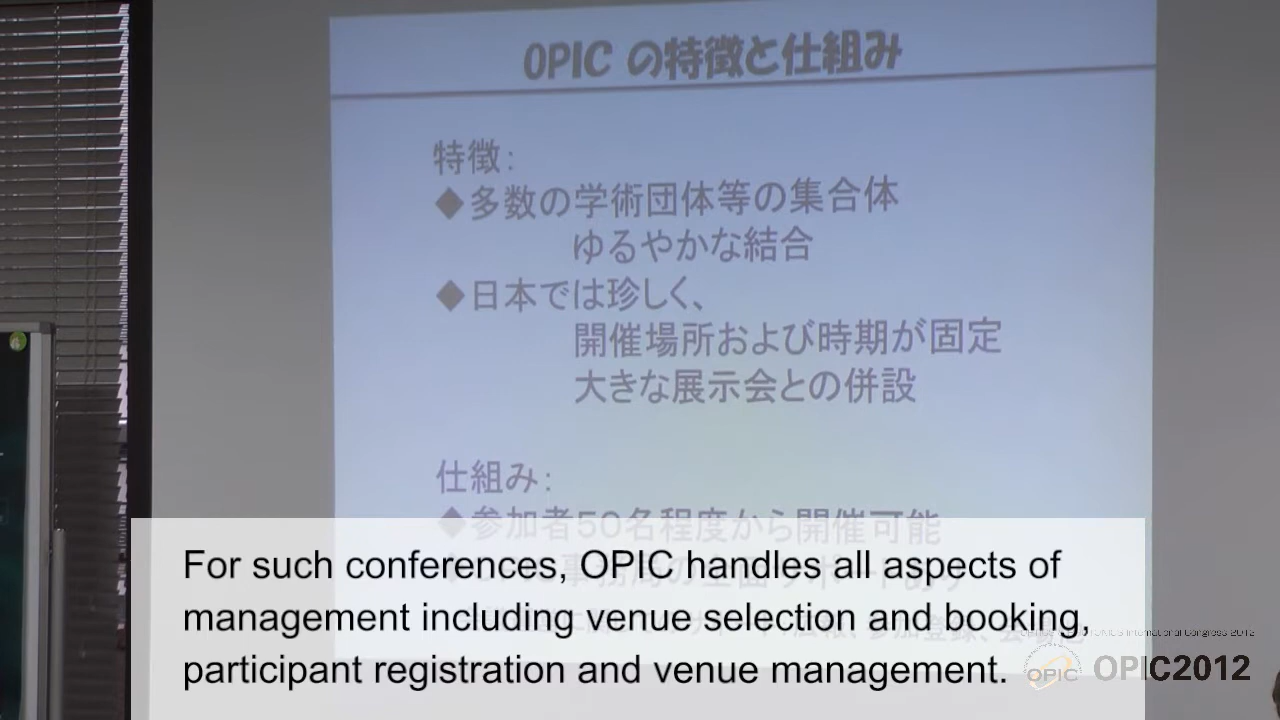 OPIC の特徴と仕組み
特徴：
◆多数の学術団体等の集合体
ゆるやかな結合
◆日本では珍しく、
開催場所および時期が固定
大きな展示会との併設
仕組み：
◆参加者50名程度から開催可能
For such conferences, OPIC handles all aspects of
management including venue selection and booking,
participant registration and venue management.
International Congress 2012
OPIC
OPIC2012